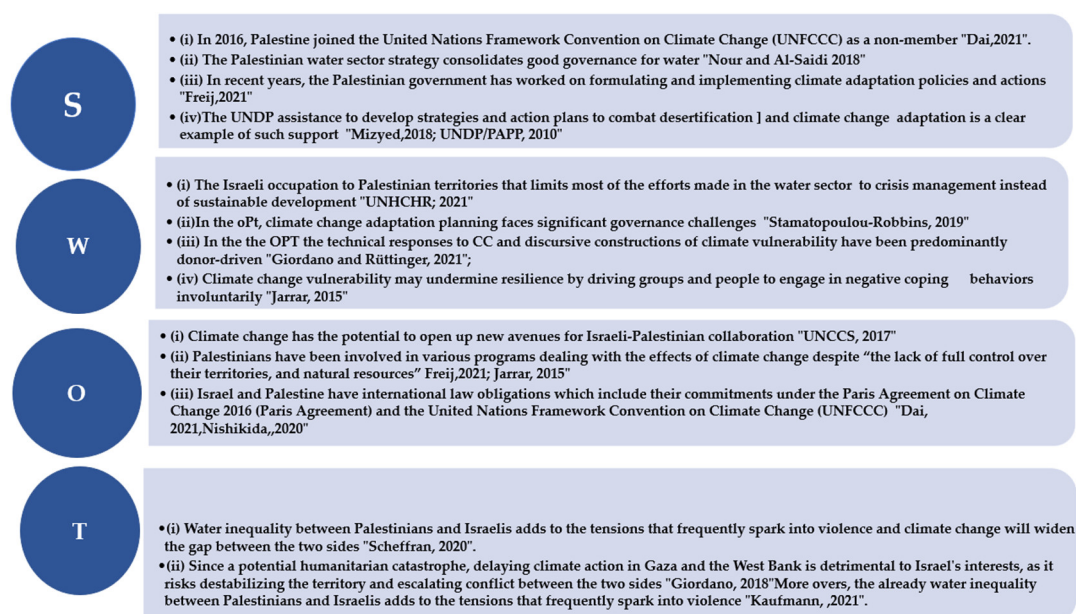 S
• (i) In 2016, Palestine joined the United Nations Framework Convention on Climate Change (UNFCCC) as a non-member "Dai,2021".
• (ii) The Palestinian water sector strategy consolidates good governance for water "Nour and Al-Saidi 2018"
• (iii) In recent years, the Palestinian government has worked on formulating and implementing climate adaptation policies and actions
"Freij,2021"
• (iv)The UNDP assistance to develop strategies and action plans to combat desertification ] and climate change adaptation is a clear
example of such support "Mizyed,2018; UNDP/PAPP, 2010"
W
• (i) The Israeli occupation to Palestinian territories that limits most of the efforts made in the water sector to crisis management instead
of sustainable development "UNHCHR; 2021"
• (ii)In the oPt, climate change adaptation planning faces significant governance challenges "Stamatopoulou-Robbins, 2019"
• (iii) In the the OPT the technical responses to CC and discursive constructions of climate vulnerability have been predominantly
donor-driven "Giordano and Rüttinger, 2021";
• (iv) Climate change vulnerability may undermine resilience by driving groups and people to engage in negative coping behaviors
involuntarily "Jarrar, 2015"
O
• (i) Climate change has the potential to open up new avenues for Israeli-Palestinian collaboration "UNCCS, 2017"
• (ii) Palestinians have been involved in various programs dealing with the effects of climate change despite “the lack of full control over
their territories, and natural resources” Freij,2021; Jarrar, 2015"
• (iii) Israel and Palestine have international law obligations which include their commitments under the Paris Agreement on Climate
Change 2016 (Paris Agreement) and the United Nations Framework Convention on Climate Change (UNFCCC) "Dai,
2021,Nishikida,,2020"
T
•(i) Water inequality between Palestinians and Israelis adds to the tensions that frequently spark into violence and climate change will widen
the gap between the two sides "Scheffran, 2020".
•(ii) Since a potential humanitarian catastrophe, delaying climate action in Gaza and the West Bank is detrimental to Israel's interests, as it
risks destabilizing the territory and escalating conflict between the two sides "Giordano, 2018"More overs, the already water inequality
between Palestinians and Israelis adds to the tensions that frequently spark into violence "Kaufmann, ,2021".